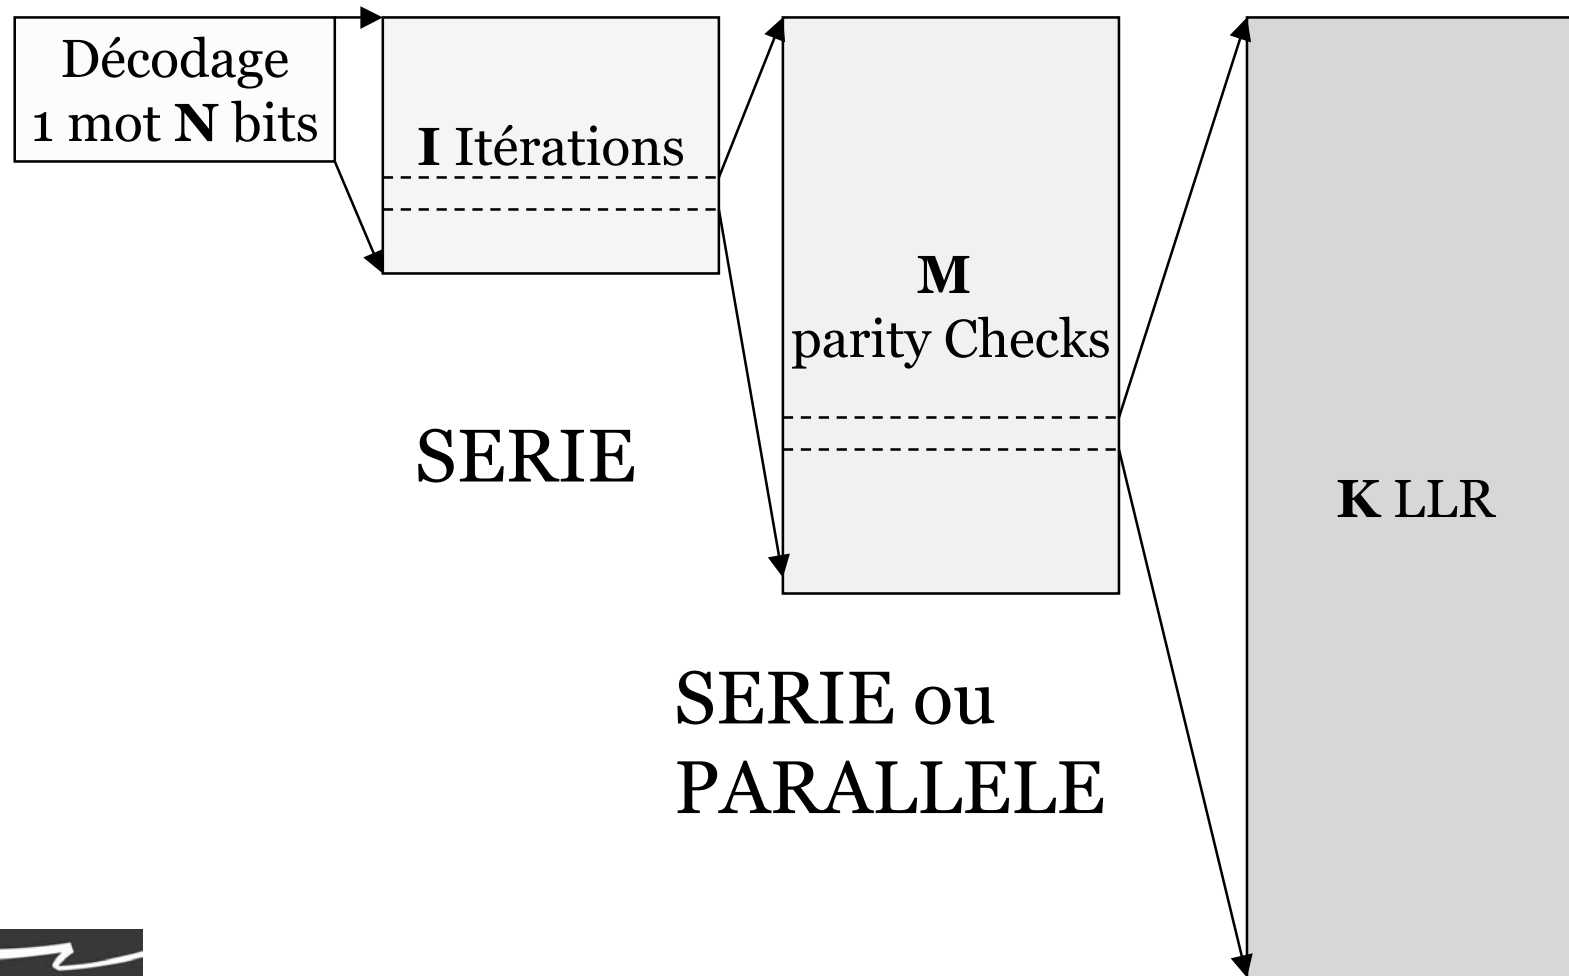 Décodage
1 mot N bits
I Itérations
M
parity Checks
K LLR
SERIE
SERIE ou
PARALLELE